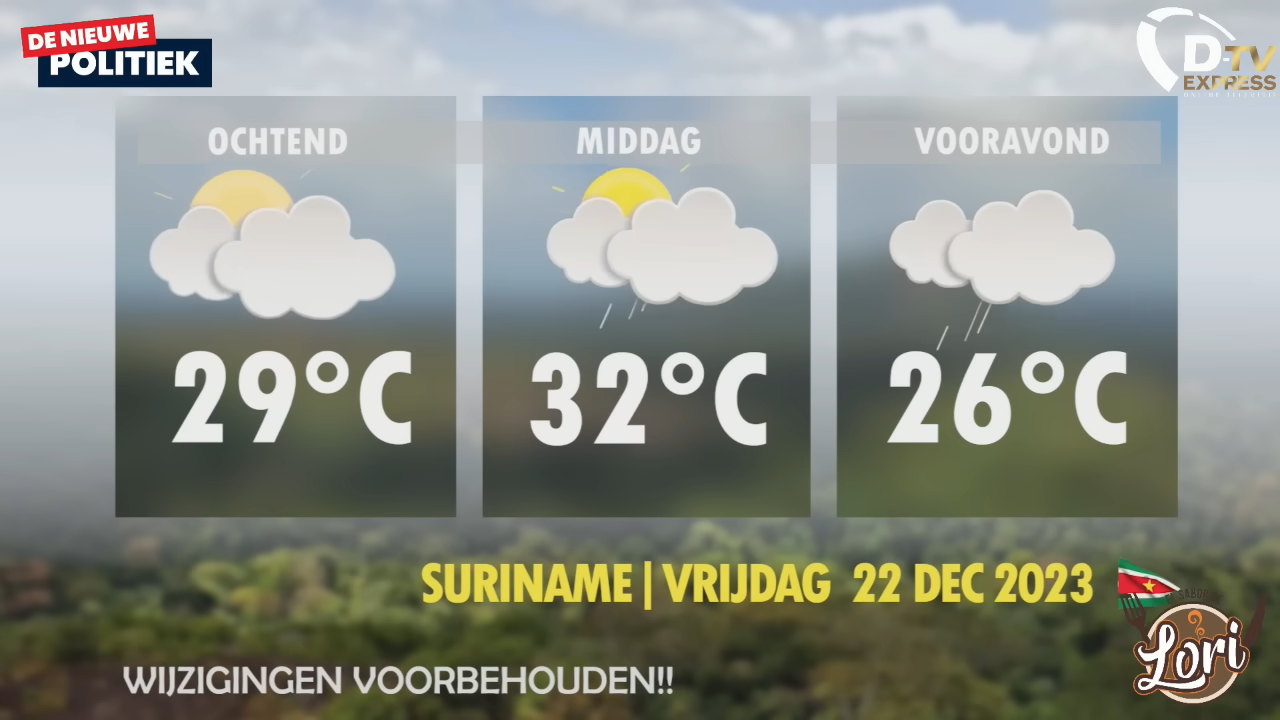 DE NIEUWE
POLITIEK
D-TV
EXPRESS
OCHTEND
MIDDAG
VOORAVOND
29°C
32°C
26°C
SURINAME | VRIJDAG 22 DEC 2023
Lori
WIJZIGINGEN VOORBEHOUDEN!!